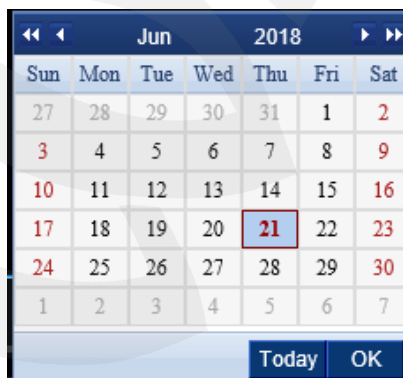 Jun 2018
Sun Mon Tue Wed Thu Fri Sat
27 28 29 30 31 1 2
3 4 5 6 7 8 9
10 11 12 13 14 15 16
17 18 19 20 21 22 23
24 25 26 27 28 29 30
1 2 3 4 5 6 7
Today OK